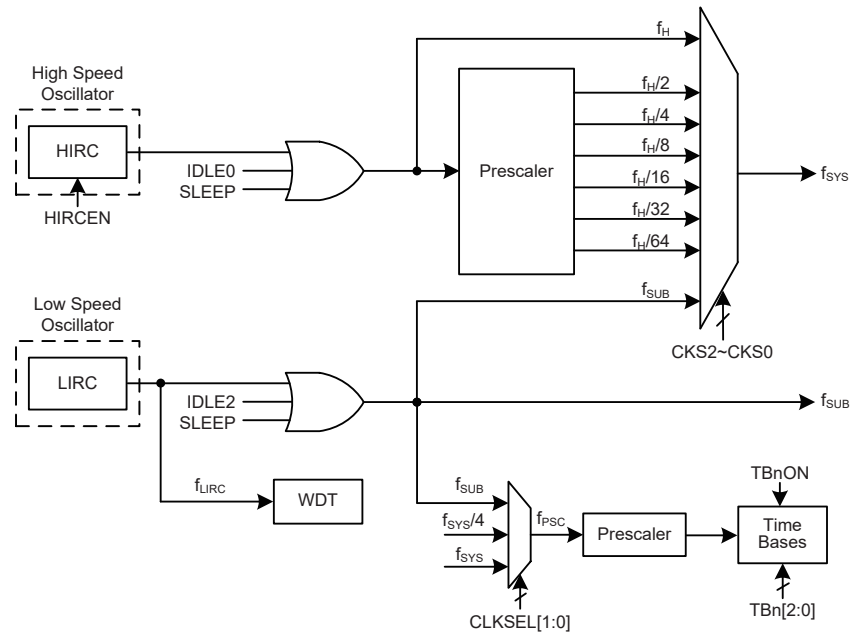 High Speed
Oscillator
HIRC
HIRCEN
IDLE0
SLEEP
Prescaler
fH
fH/2
fH/4
fH/8
fH/16
fH/32
fH/64
fSUB
CKS2~CKS0
fSYS
Low Speed
Oscillator
LIRC
IDLE2
SLEEP
fSUB
fLIRC
WDT
fSUB
fSYS/4
fSYS
CLKSEL[1:0]
fPSC
Prescaler
TBnON
Time
Bases
TBn[2:0]